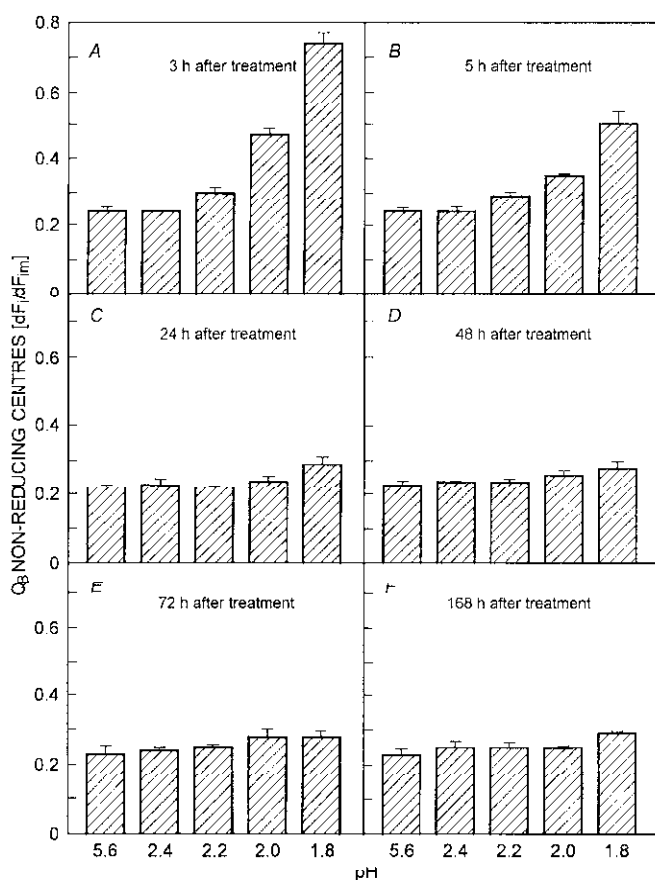 0.8
A
3 h after treatment
B
5 h after treatment
0.6
0.4
0.2
0
C
24 h after treatment
D
48 h after treatment
0.6
0.4
0.2
0
E
72 h after treatment
F
168 h after treatment
0.6
0.4
0.2
0
5.6 2.4 2.2 2.0 1.8
5.6 2.4 2.2 2.0 1.8
pH
Q_B NON-REDUCING CENTRES [dF_i/dF_im]